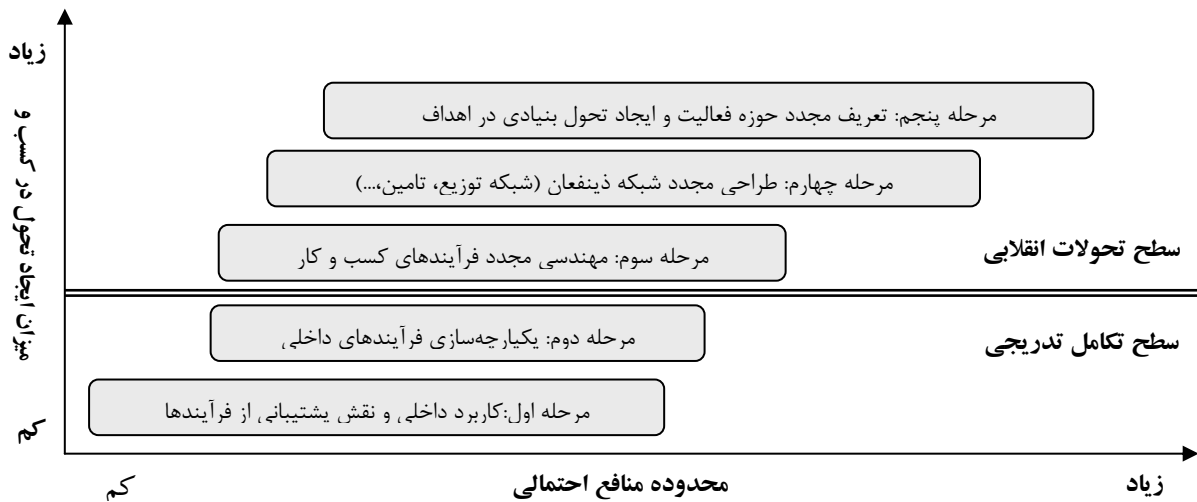 زیاد
مرحله پنجم: تعریف مجدد حوزه فعالیت و ایجاد تحول بنیادی در اهداف
مرحله چهارم: طراحی مجدد شبکه ذینفعان (شبکه توزیع، تامین،...)
مرحله سوم: مهندسی مجدد فرآیندهای کسب و کار
سطح تحولات انقلابی
میزان ایجاد تحول در کسب و
مرحله دوم: یکپارچه‌سازی فرآیندهای داخلی
سطح تکامل تدریجی
مرحله اول:کاربرد داخلی و نقش پشتیبانی از فرآیندها
کم
زیاد
محدوده منافع احتمالی
کم